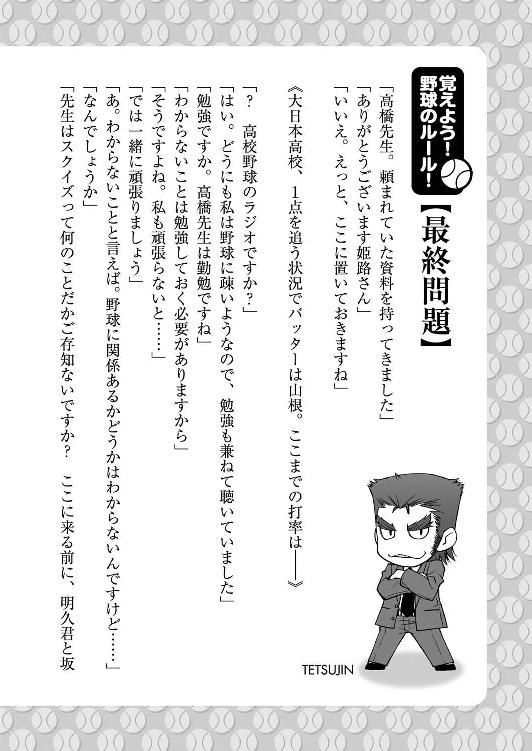 覚えよう!
野球のルール!
【最終問題】
「高橋先生。頼まれていた資料を持ってきました」
「ありがとうございます姫路さん」
「いいえ。えっと、ここに置いておきますね」
《大日本高校、1点を追う状況でバッターは山根。ここまでの打率は――》
「? 高校野球のラジオですか?」
「はい。どうにも私は野球に疎いようなので、勉強も兼ねて聴いていました」
「勉強ですか。高橋先生は勤勉ですね」
「わからないことは勉強しておく必要がありますから」
「そうですよね。私も頑張らないと……」
「では一緒に頑張りましょう」
「あ。わからないことと言えば。野球に関係あるかどうかはわからないんですけど……」
「なんでしょうか」
「先生はスクイズって何のことだかご存知ないですか? ここに来る前に、明久君と坂
TETSUJIN